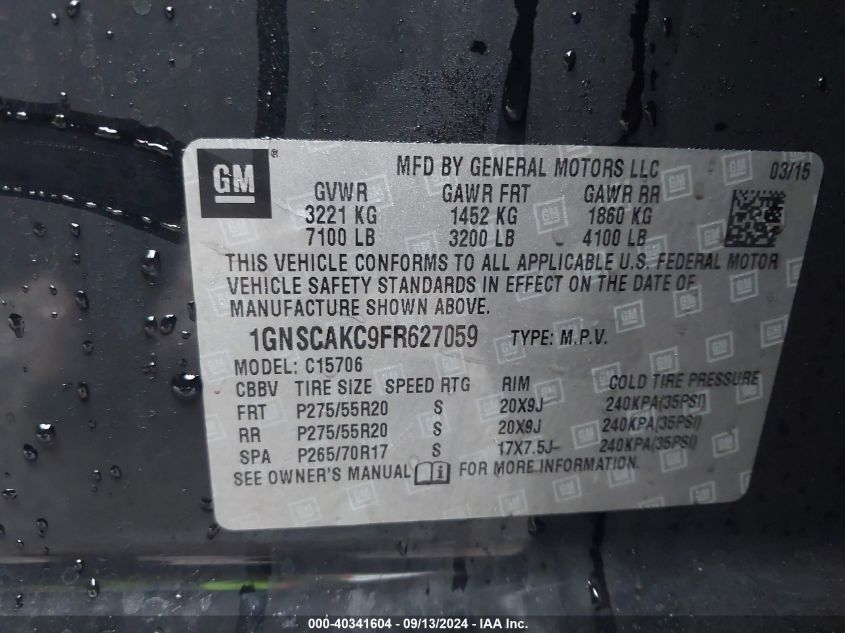 GM ®
MFD BY GENERAL MOTORS LLC 03/15
GVWR GAWR FRT GAWR RR
3221 KG 1452 KG 1860 KG
7100 LB 3200 LB 4100 LB
THIS VEHICLE CONFORMS TO ALL APPLICABLE U.S. FEDERAL MOTOR
VEHICLE SAFETY STANDARDS IN EFFECT ON THE DATE OF
MANUFACTURE SHOWN ABOVE.
1GNSCAKC9FR627059 TYPE: M.P.V.
MODEL: C15706
CBBV TIRE SIZE SPEED RTG RIM COLD TIRE PRESSURE
FRT P275/55R20 S 20X9J 240KPA(35PSI)
RR P275/55R20 S 20X9J 240KPA(35PSI)
SPA P265/70R17 S 17X7.5J 240KPA(35PSI)
SEE OWNER'S MANUAL FOR MORE INFORMATION.
000-40341604 - 09/13/2024 - IAA Inc.